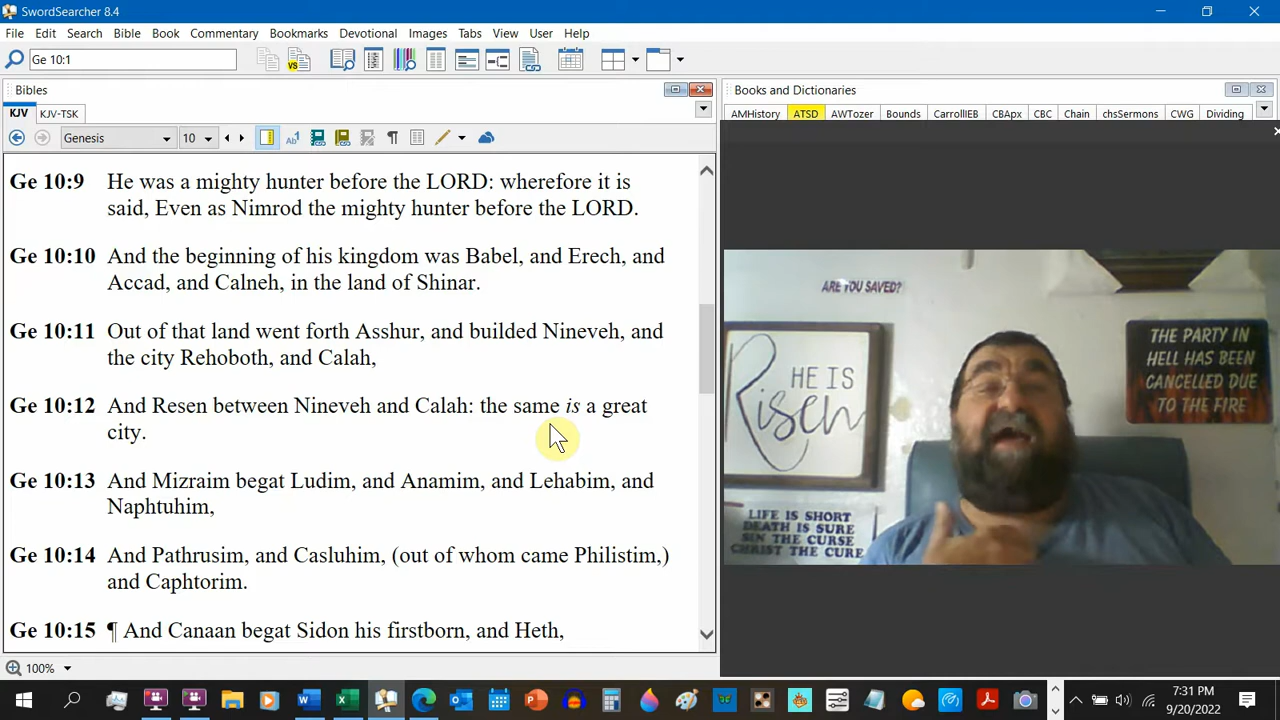 SwordSearcher 8.4
File Edit Search Bible Book Commentary Bookmarks Devotional Images Tabs View User Help
Ge 10:1
VS
Bibles
KJV KJV-TSK
Genesis 10
Ge 10:9 He was a mighty hunter before the LORD: wherefore it is
said, Even as Nimrod the mighty hunter before the LORD.
Ge 10:10 And the beginning of his kingdom was Babel, and Erech, and
Accad, and Calneh, in the land of Shinar.
Ge 10:11 Out of that land went forth Asshur, and builded Nineveh, and
the city Rehoboth, and Calah,
Ge 10:12 And Resen between Nineveh and Calah: the same is a great
city.
Ge 10:13 And Mizraim begat Ludim, and Anamim, and Lehabim, and
Naphtuhim,
Ge 10:14 And Pathrusim, and Casluhim, (out of whom came Philistim,)
and Caphtorim.
Ge 10:15 ¶ And Canaan begat Sidon his firstborn, and Heth,
100%
Books and Dictionaries
AMHistory ATSD AWTozer Bounds CarrollEB CBApx CBC Chain chsSermons CWG Dividing
ARE YOU SAVED?
HE IS
Risen
THE PARTY IN
HELL HAS BEEN
CANCELLED DUE
TO THE FIRE
LIFE IS SHORT
DEATH IS SURE
SIN THE CURSE
CHRIST THE CURE
7:31 PM
9/20/2022